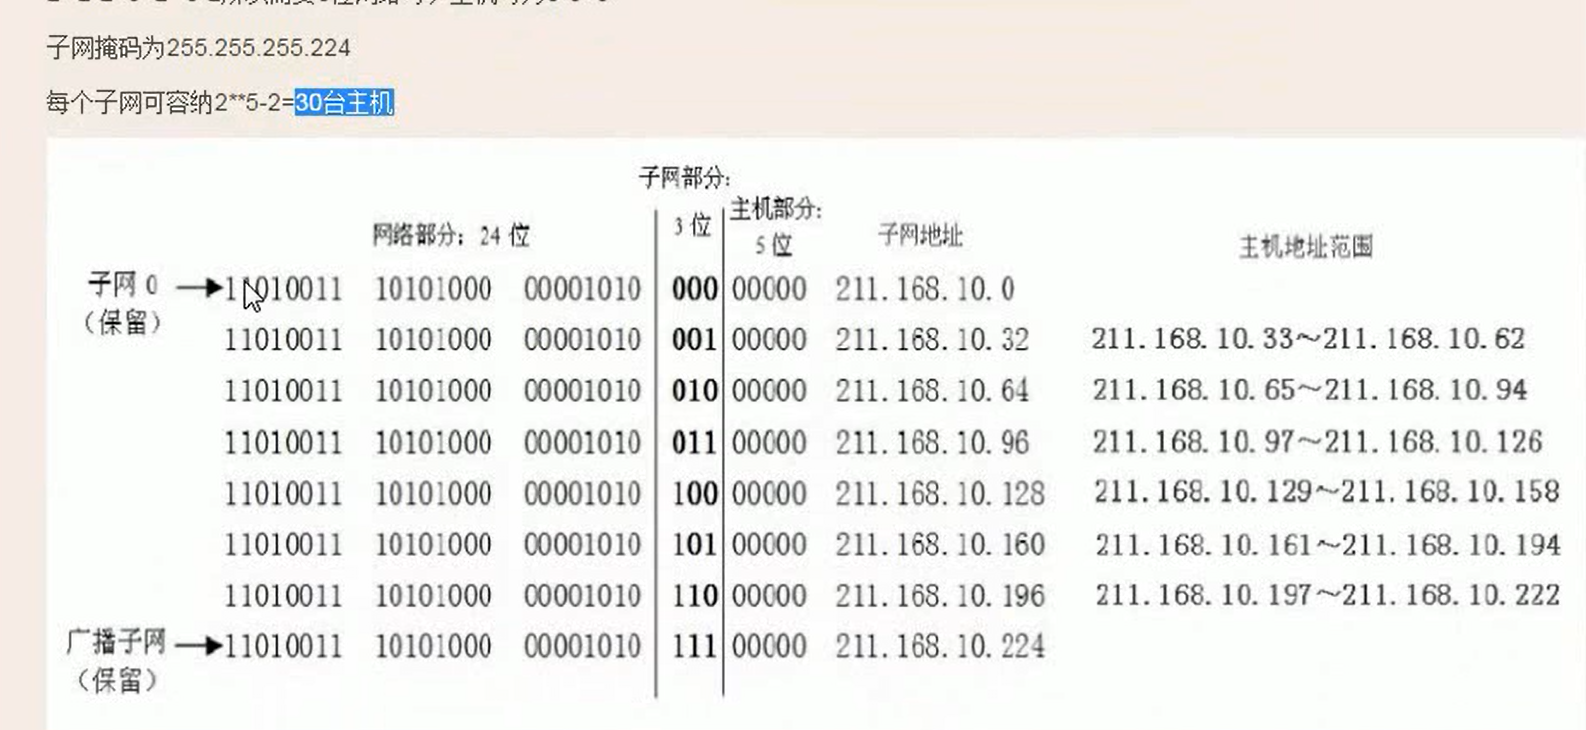 子网掩码为255.255.255.224
每个子网可容纳2**5-2=30台主机
子网部分:
主机部分:
网络部分: 24 位 3 位 5 位 子网地址 主机地址范围
子网 0 11010011 10101000 00001010 000 00000 211.168.10.0
(保留)
11010011 10101000 00001010 001 00000 211.168.10.32 211.168.10.33~211.168.10.62
11010011 10101000 00001010 010 00000 211.168.10.64 211.168.10.65~211.168.10.94
11010011 10101000 00001010 011 00000 211.168.10.96 211.168.10.97~211.168.10.126
11010011 10101000 00001010 100 00000 211.168.10.128 211.168.10.129~211.168.10.158
11010011 10101000 00001010 101 00000 211.168.10.160 211.168.10.161~211.168.10.194
11010011 10101000 00001010 110 00000 211.168.10.196 211.168.10.197~211.168.10.222
广播子网 11010011 10101000 00001010 111 00000 211.168.10.224
(保留)